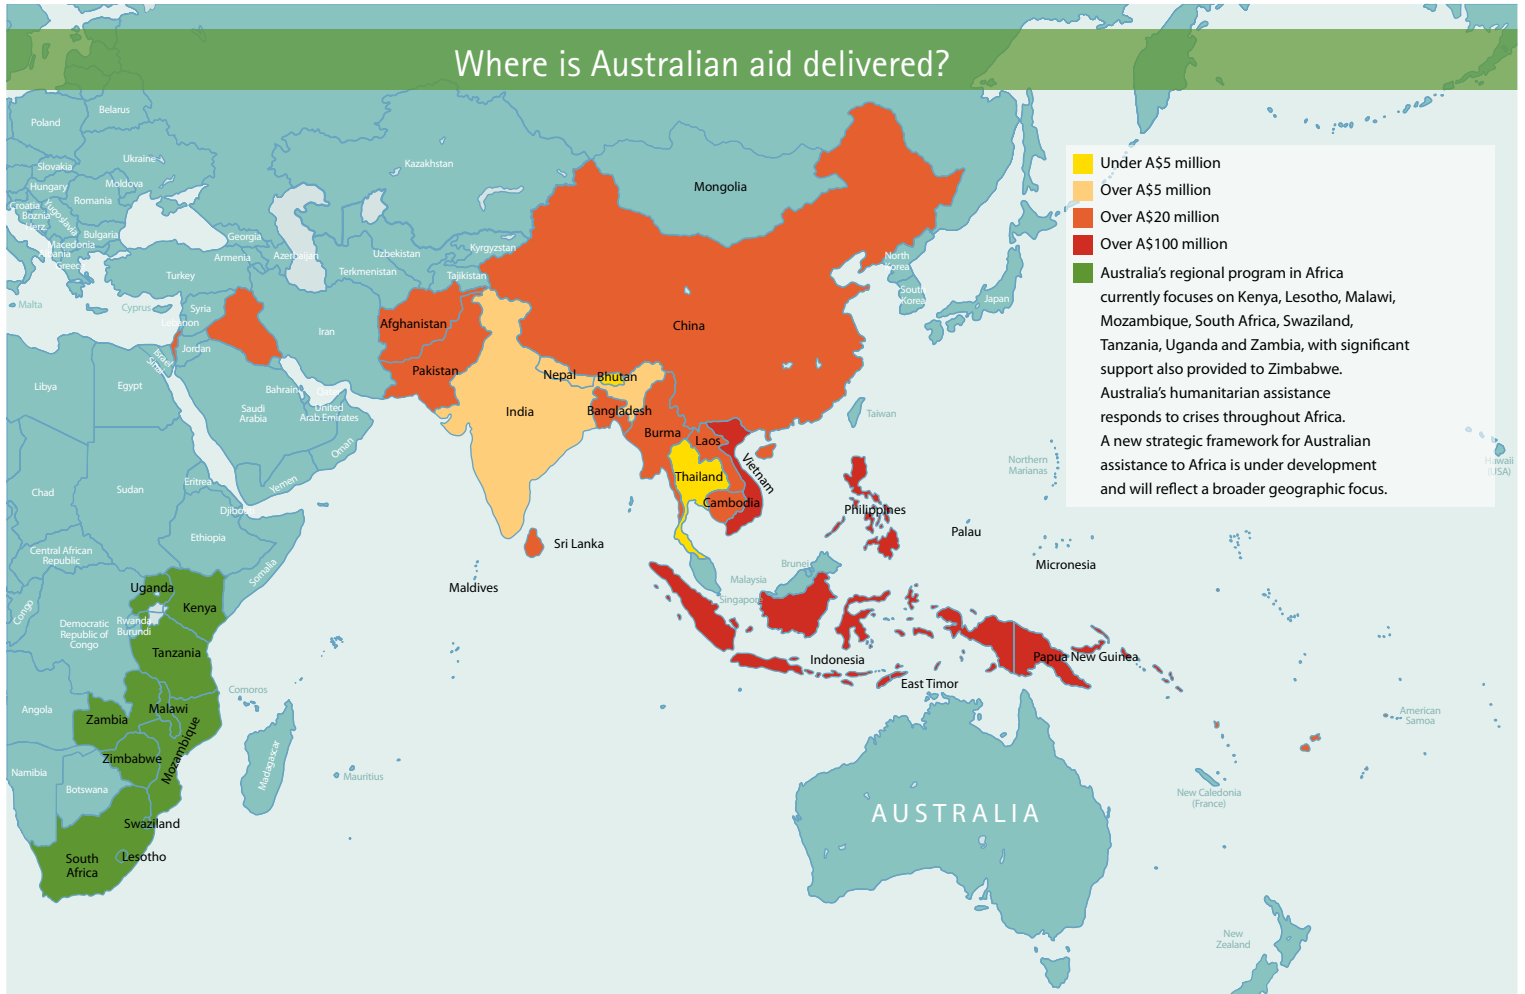 Where is Australian aid delivered?
Under A$5 million
Over A$5 million
Over A$20 million
Over A$100 million
Australia's regional program in Africa
currently focuses on Kenya, Lesotho, Malawi,
Mozambique, South Africa, Swaziland,
Tanzania, Uganda and Zambia, with significant
support also provided to Zimbabwe.
Australia's humanitarian assistance
responds to crises throughout Africa.
A new strategic framework for Australian
assistance to Africa is under development
and will reflect a broader geographic focus.
Poland
Belarus
Slovakia
Ukraine
Hungary
Moldova
Romania
Croatia
Boznia
Herz.
Yugoslavia
Bulgaria
Macedonia
Albania
Greece
Georgia
Armenia
Azerbaijan
Turkey
Malta
Cyprus
Syria
Lebanon
Israel
Sinai
Jordan
Kazakhstan
Uzbekistan
Kyrgyzstan
Terkmenistan
Tajikistan
Mongolia
North
Korea
South
Korea
Japan
Iran
Afghanistan
Pakistan
China
Nepal
Bhutan
India
Bangladesh
Burma
Laos
Thailand
Vietnam
Cambodia
Taiwan
Libya
Egypt
Saudi
Arabia
Bahrain
Qatar
United
Arab Emirates
Oman
Yemen
Chad
Sudan
Eritrea
Djibouti
Ethiopia
Somalia
Central African
Republic
Congo
Democratic
Republic of
Congo
Uganda
Kenya
Rwanda
Burundi
Tanzania
Angola
Zambia
Malawi
Mozambique
Zimbabwe
Namibia
Botswana
Swaziland
South
Africa
Lesotho
Comoros
Madagascar
Mauritius
Sri Lanka
Maldives
Philippines
Palau
Northern
Marianas
Micronesia
Hawaii
(USA)
Brunei
Malaysia
Singapore
Indonesia
East Timor
Papua New Guinea
American
Samoa
New Caledonia
(France)
AUSTRALIA
New
Zealand